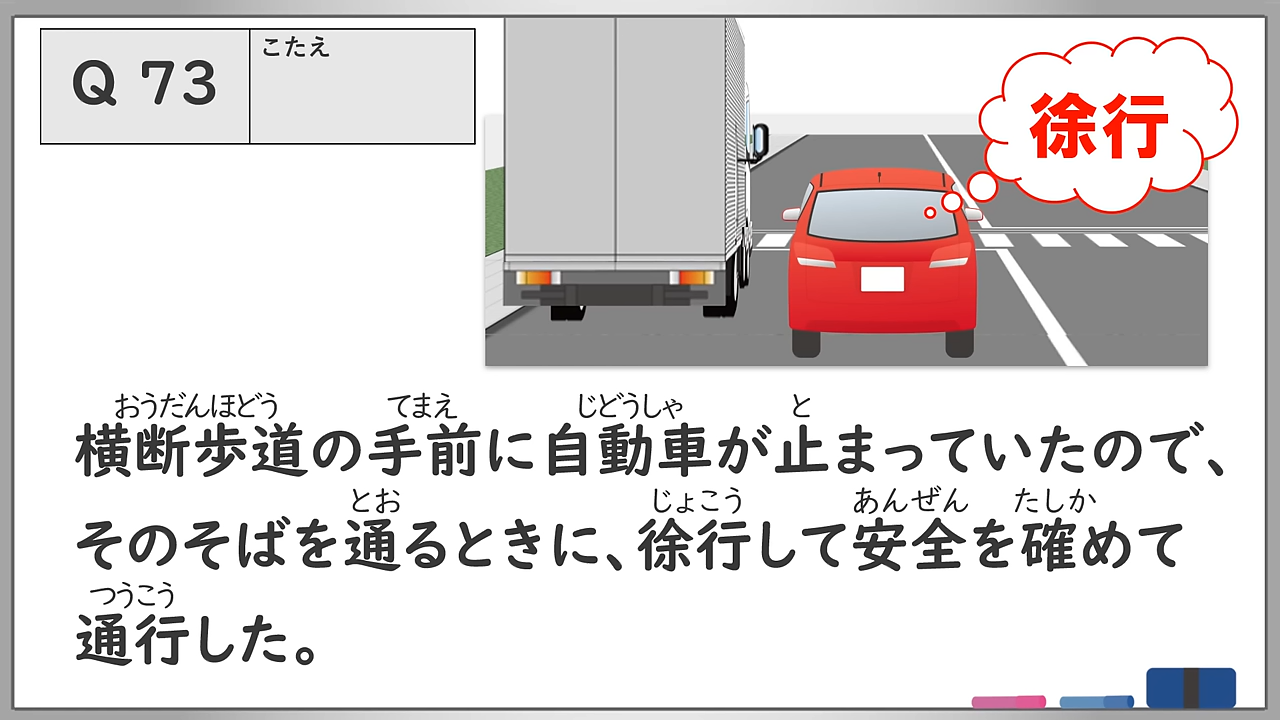 Q 73
こたえ
徐行
おうだんほどう てまえ じどうしゃ と
横断歩道の手前に自動車が止まっていたので、
とお じょこう あんぜん たしか
そのそばを通るときに、徐行して安全を確めて
つうこう
通行した。